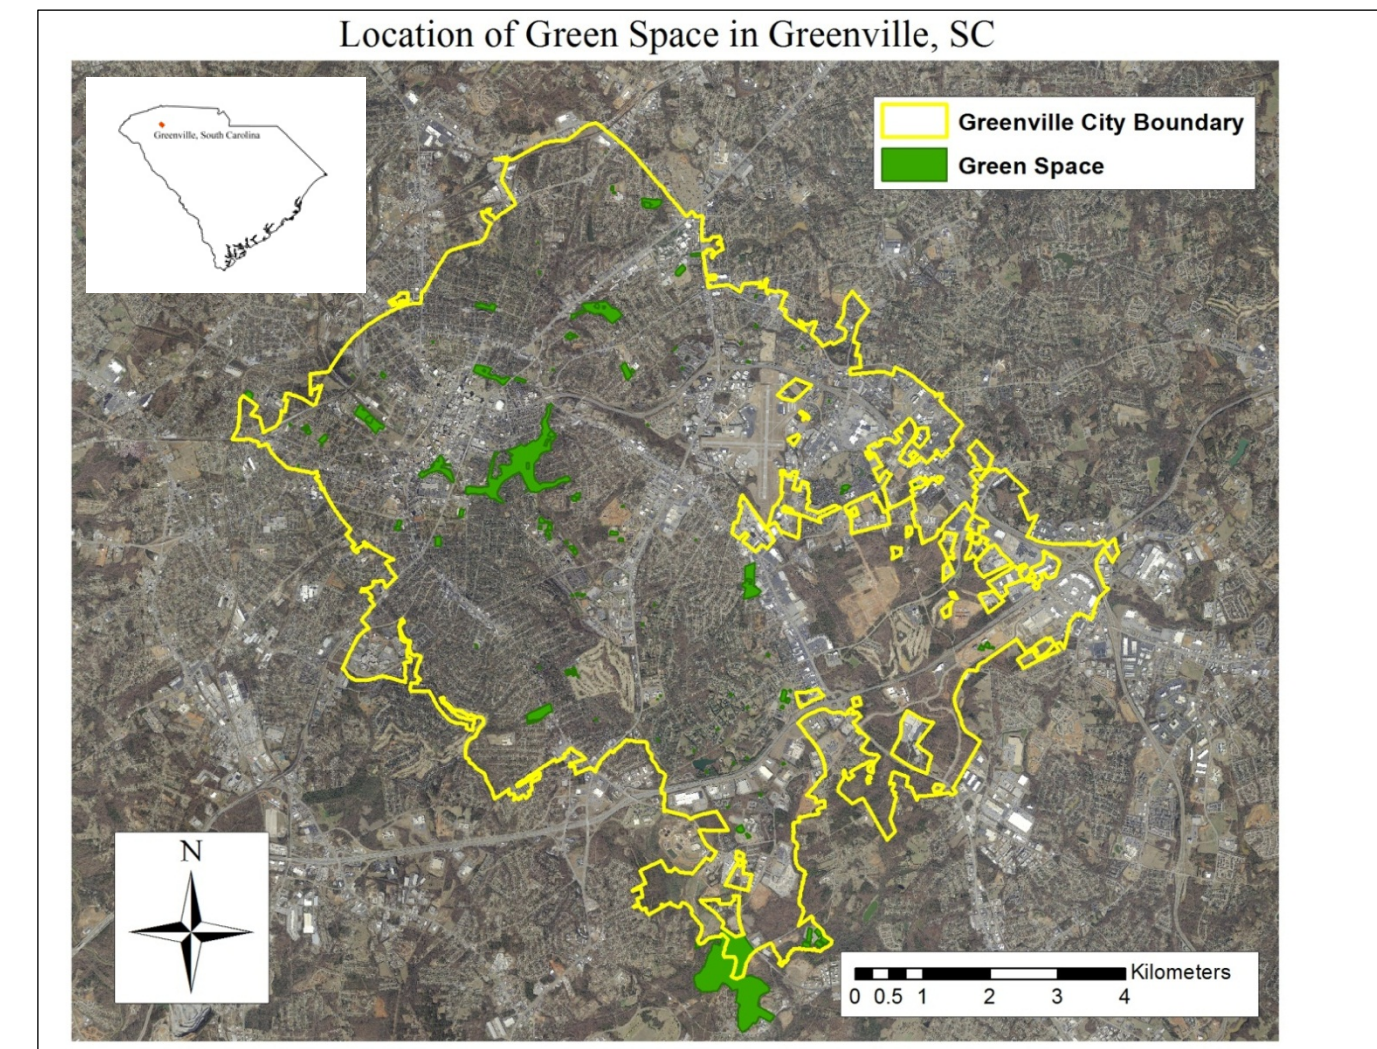 Location of Green Space in Greenville, SC
Greenville, South Carolina
Greenville City Boundary
Green Space
N
Kilometers
0 0.5 1 2 3 4